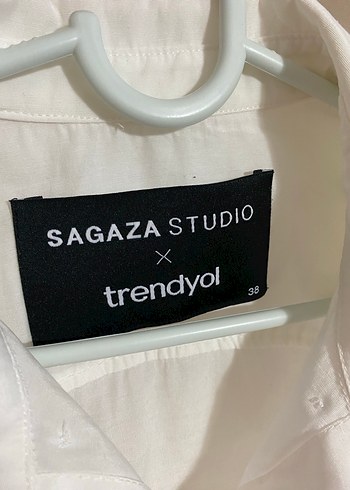 SAGAZA STUDIO
×
trendyol
38